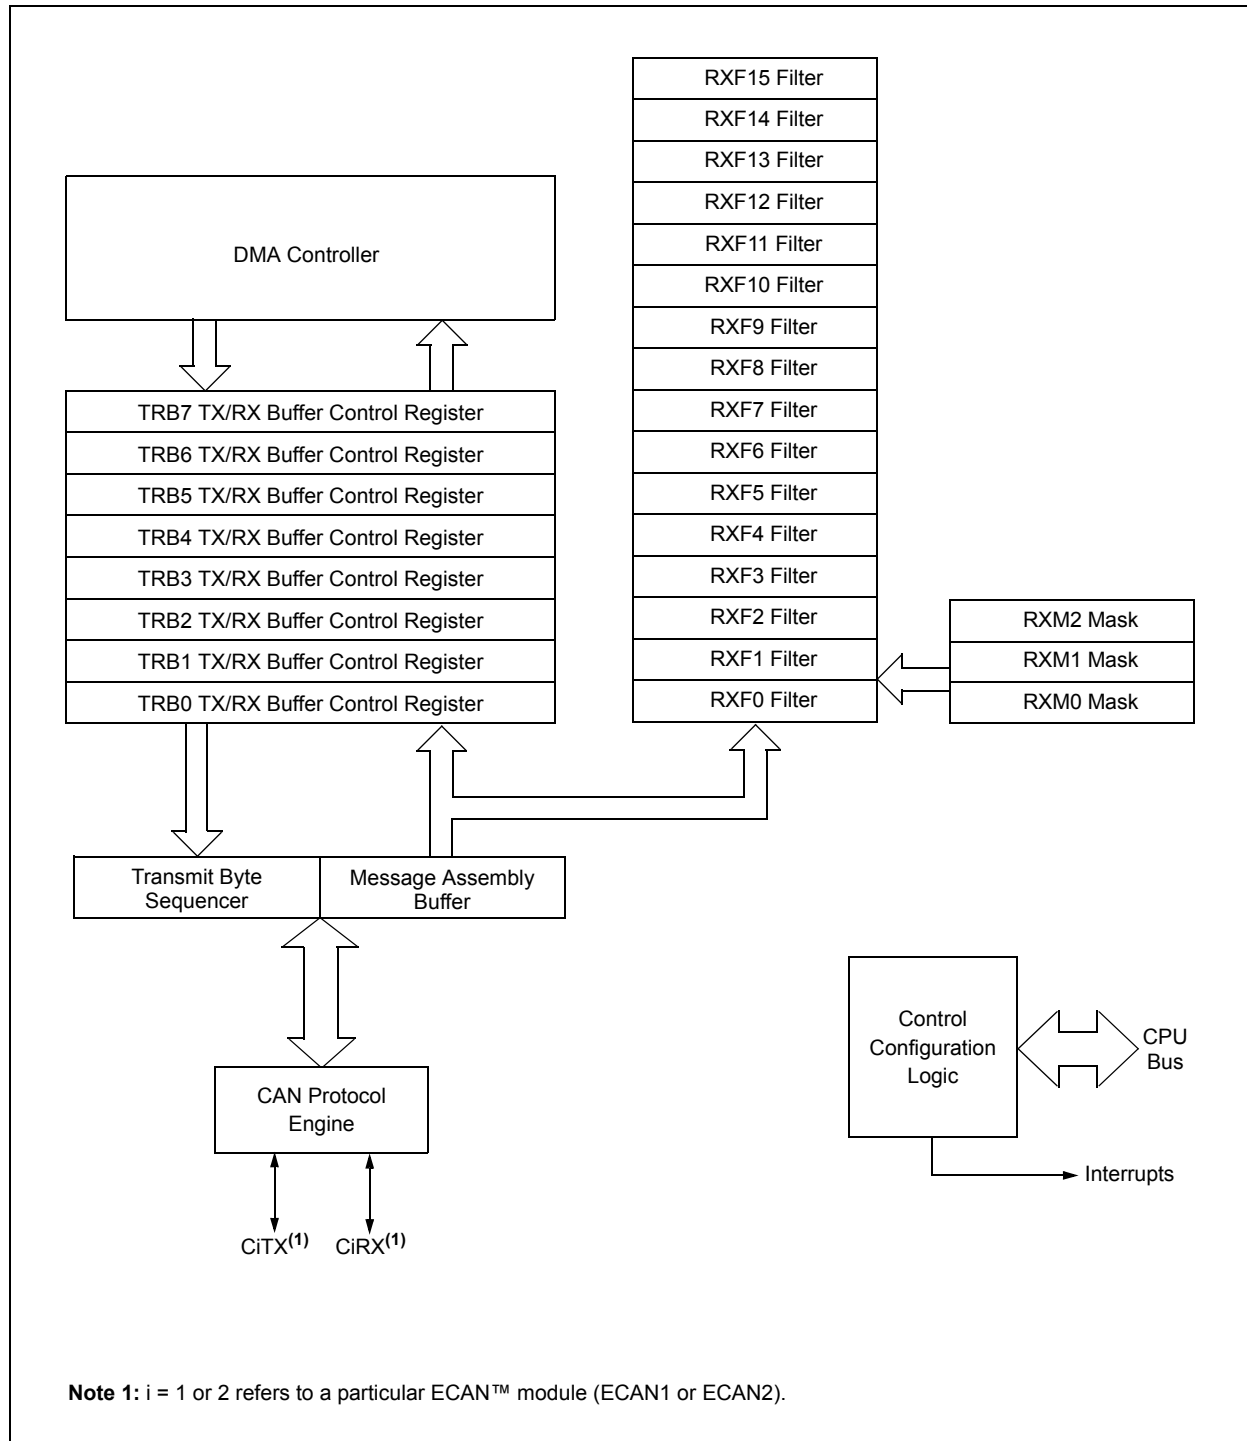 RXF15 Filter
RXF14 Filter
RXF13 Filter
RXF12 Filter
RXF11 Filter
RXF10 Filter
RXF9 Filter
RXF8 Filter
RXF7 Filter
RXF6 Filter
RXF5 Filter
RXF4 Filter
RXF3 Filter
RXF2 Filter
RXF1 Filter
RXF0 Filter
DMA Controller
TRB7 TX/RX Buffer Control Register
TRB6 TX/RX Buffer Control Register
TRB5 TX/RX Buffer Control Register
TRB4 TX/RX Buffer Control Register
TRB3 TX/RX Buffer Control Register
TRB2 TX/RX Buffer Control Register
TRB1 TX/RX Buffer Control Register
TRB0 TX/RX Buffer Control Register
RXM2 Mask
RXM1 Mask
RXM0 Mask
Transmit Byte
Sequencer
Message Assembly
Buffer
CAN Protocol
Engine
CiTX(1)
CiRX(1)
Control
Configuration
Logic
CPU
Bus
Interrupts
Note 1: i = 1 or 2 refers to a particular ECAN™ module (ECAN1 or ECAN2).